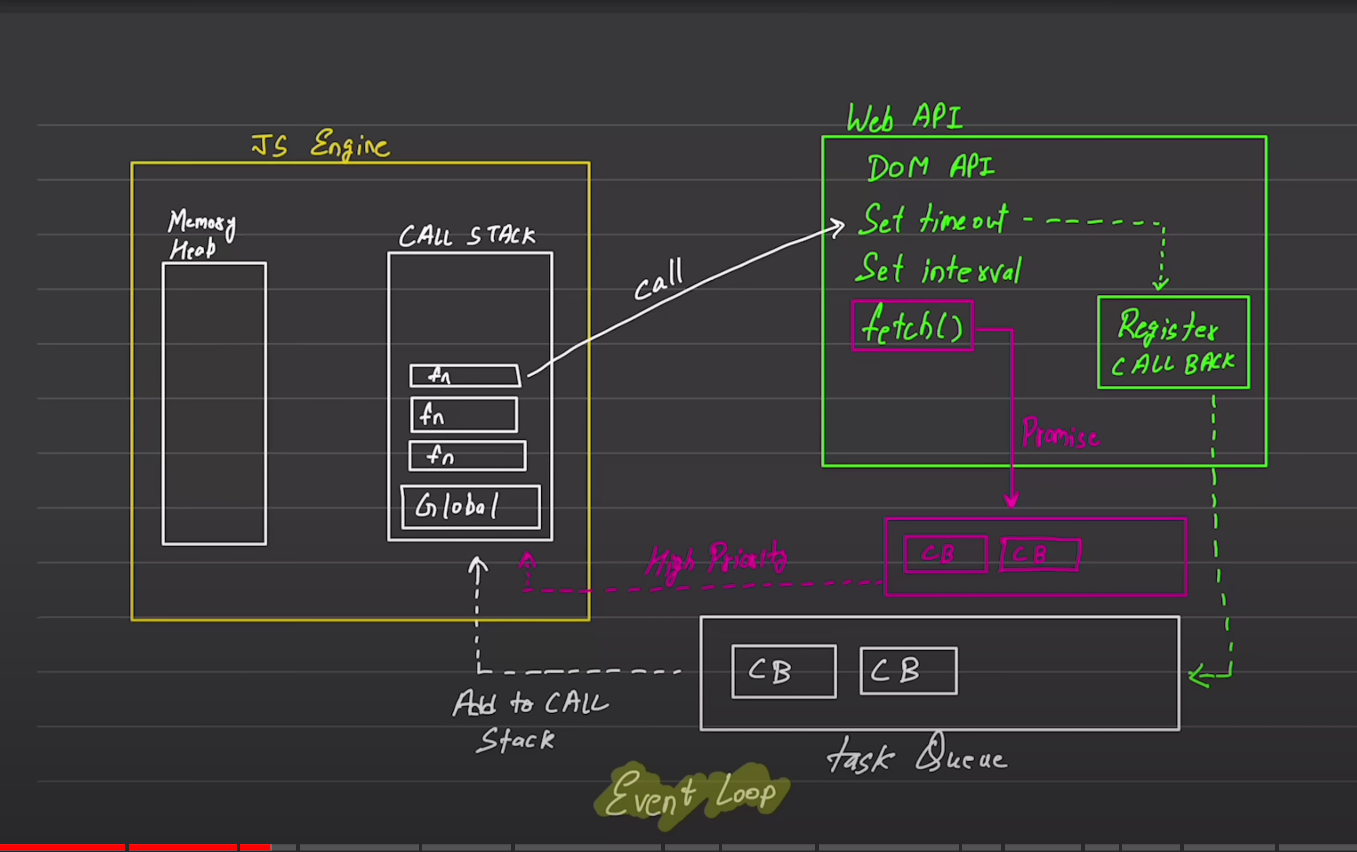 JS Engine
Memory
Heap
CALL STACK
fn
fn
fn
Global
call
Web API
DOM API
Set timeout
Set interval
fetch()
Register
CALL BACK
Promise
CB CB
High Priority
CB CB
Add to CALL
Stack
task Queue
Event Loop